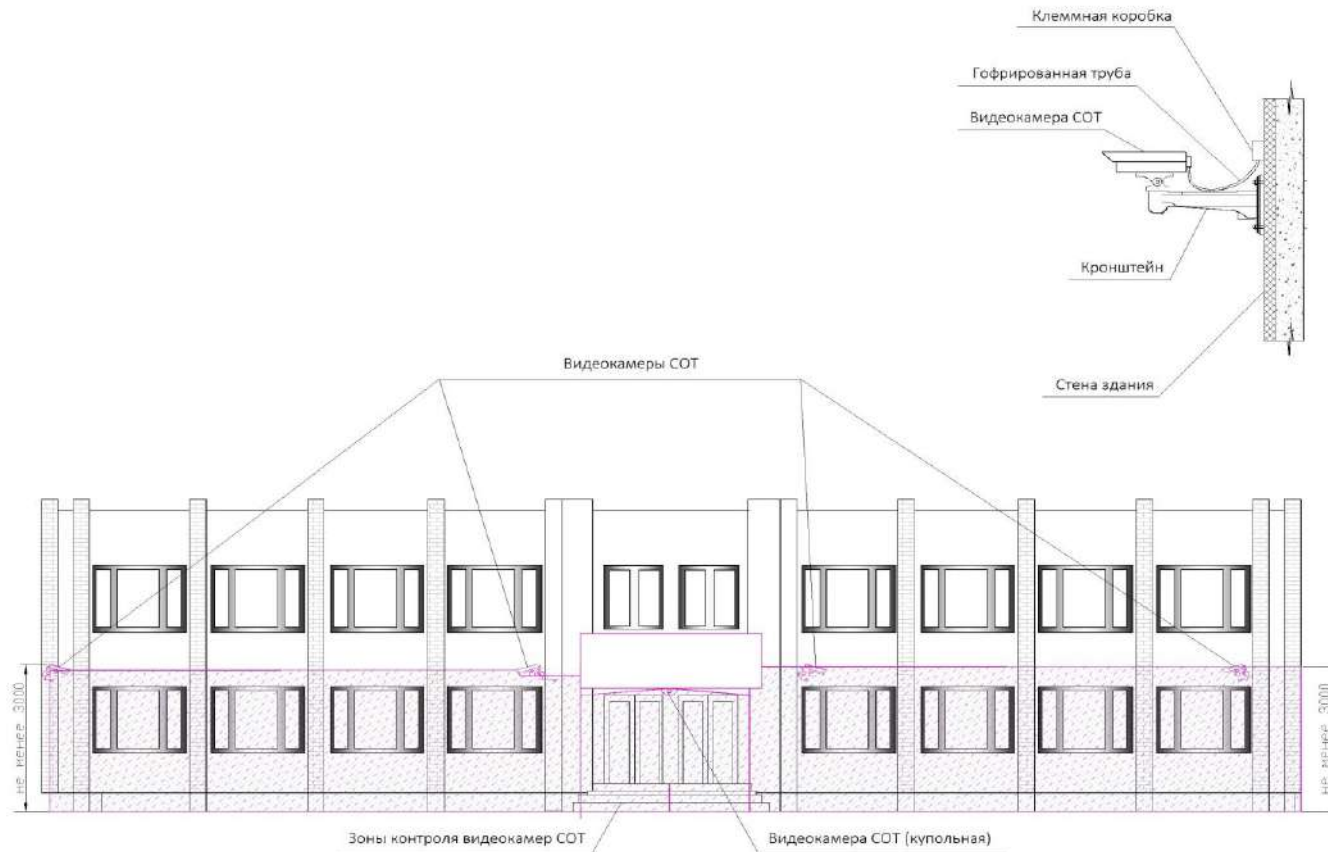 Клеммная коробка
Гофрированная труба
Видеокамера СОТ
Кронштейн
Стена здания
Видеокамеры СОТ
не менее 3000
не менее 3000
Зоны контроля видеокамер СОТ
Видеокамера СОТ (купольная)